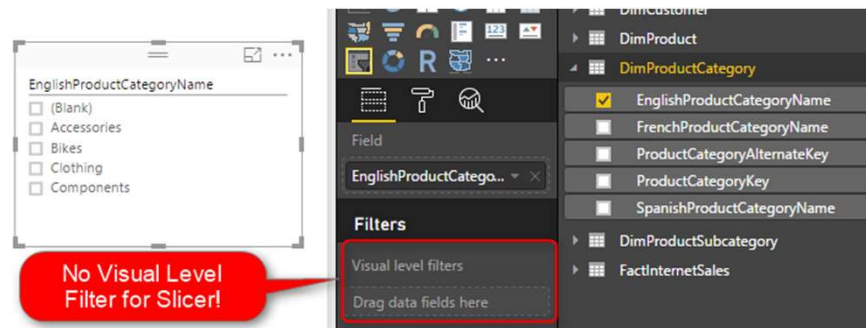 DimCustomer
DimProduct
DimProductCategory
EnglishProductCategoryName
FrenchProductCategoryName
ProductCategoryAlternateKey
ProductCategoryKey
SpanishProductCategoryName
DimProductSubcategory
FactInternetSales
123
R
Field
EnglishProductCatego...
Filters
Visual level filters
Drag data fields here
EnglishProductCategoryName
(Blank)
Accessories
Bikes
Clothing
Components
No Visual Level
Filter for Slicer!